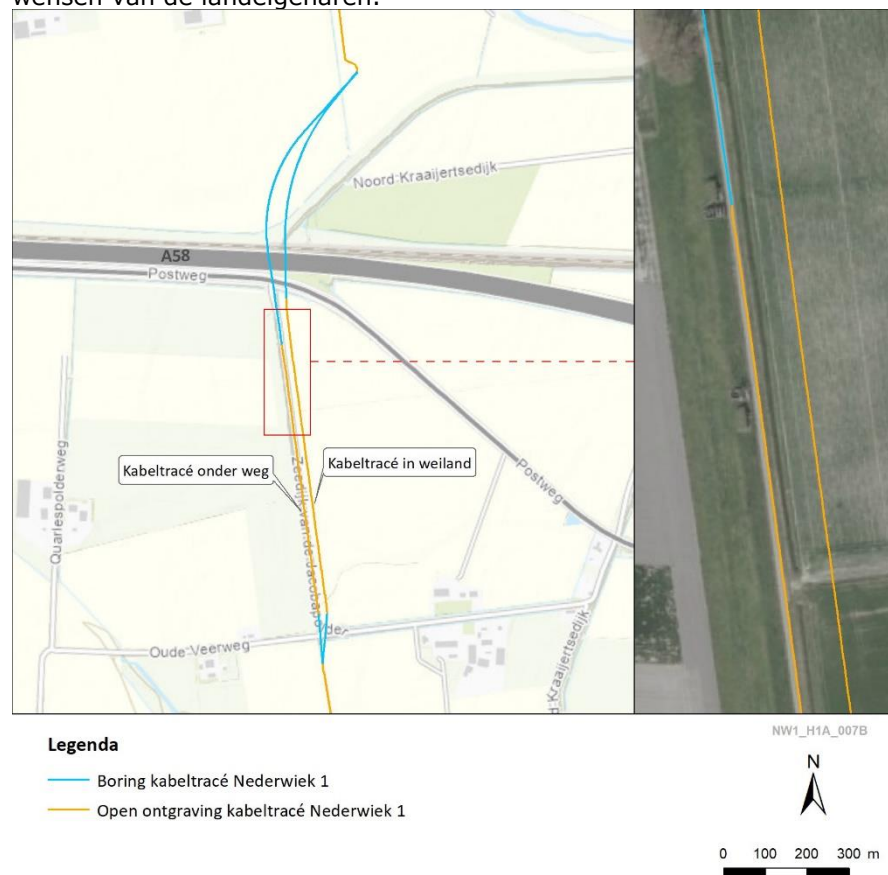 wensen van de landeigenaren.
Noord Kraaijertsedijk
A58
Postweg
Kabeltracé onder weg
Kabeltracé in weiland
Quarlespolderweg
Zeedijk van de Jacobapolder
Postweg
Oude Veerweg
d Kraaijertsedijk
NW1_H1A_007B
Legenda
Boring kabeltracé Nederwiek 1
Open ontgraving kabeltracé Nederwiek 1
N
0 100 200 300 m